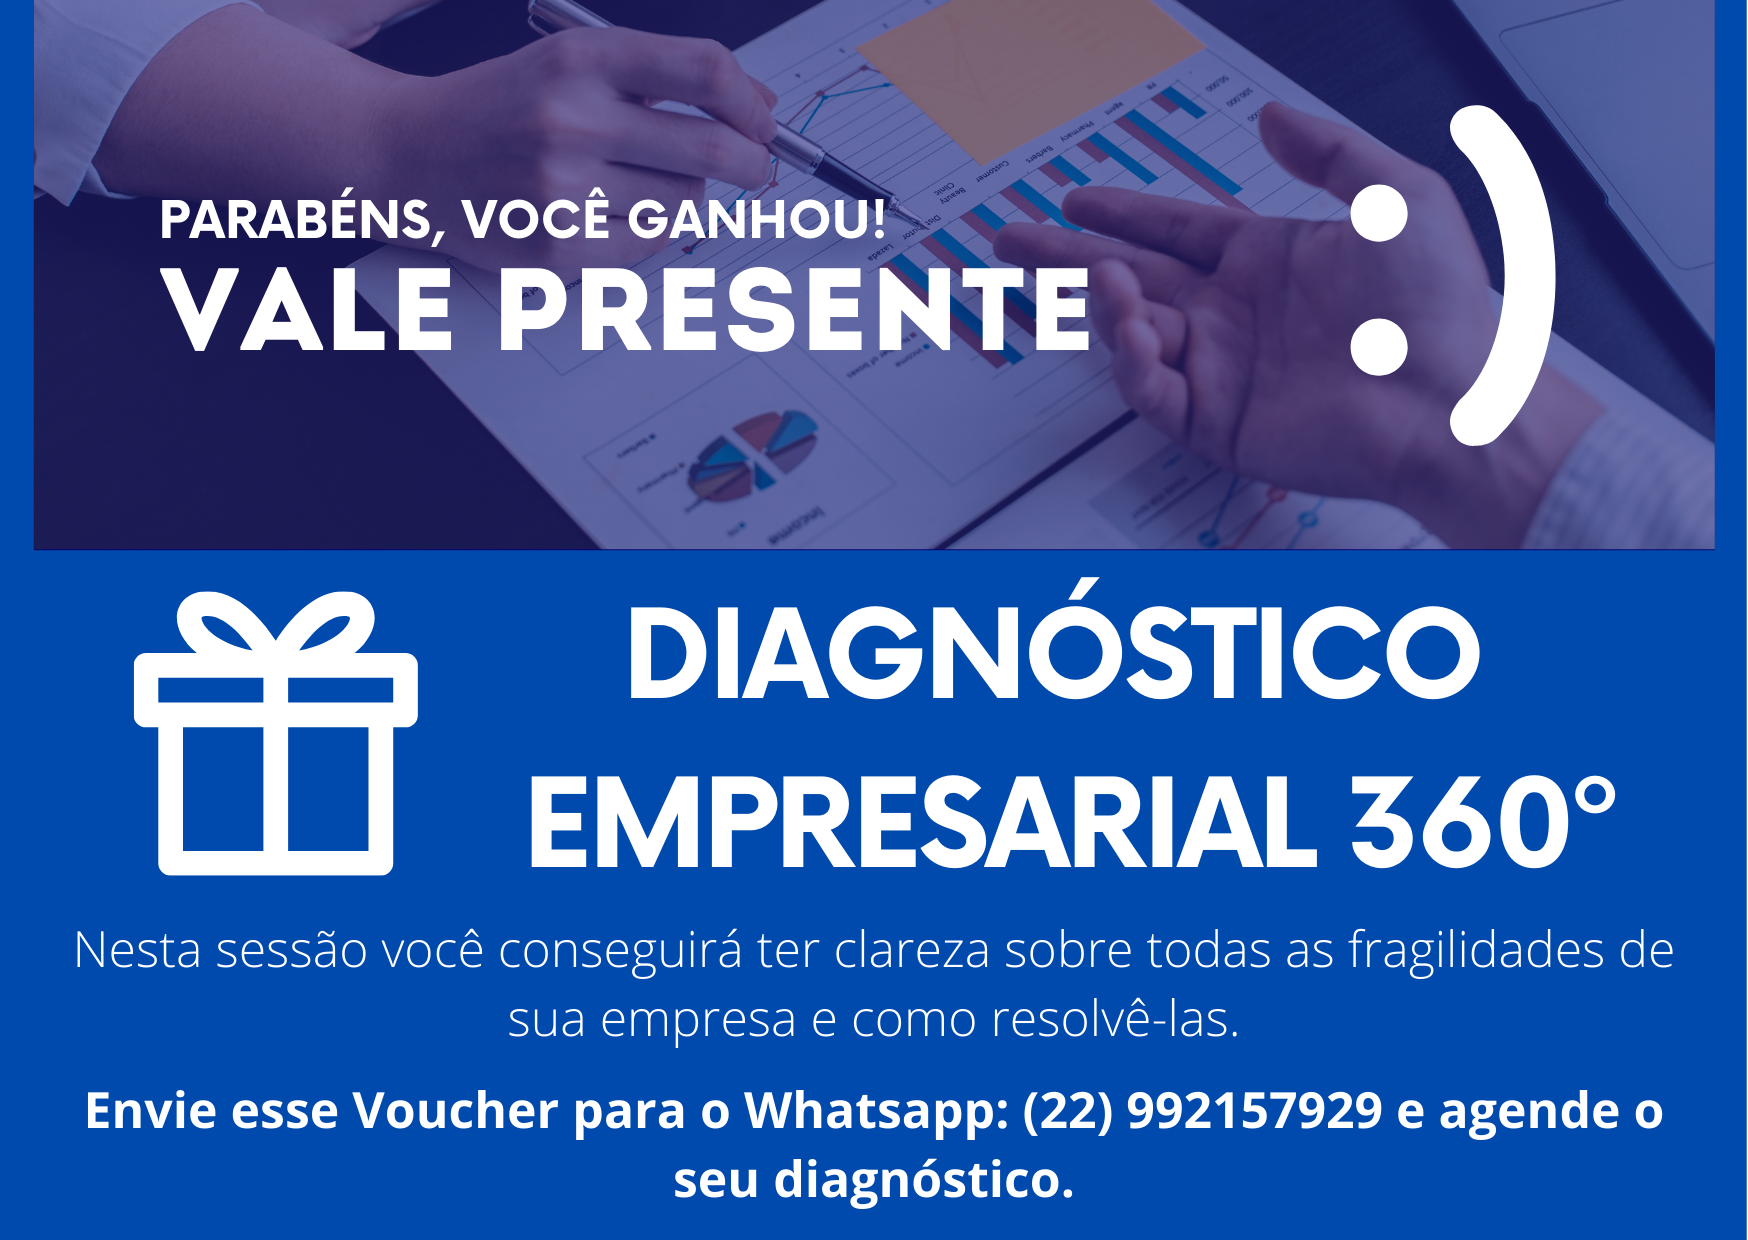 PARABÉNS, VOCÊ GANHOU!
VALE PRESENTE
:)
DIAGNÓSTICO
EMPRESARIAL 360°
Nesta sessão você conseguirá ter clareza sobre todas as fragilidades de
sua empresa e como resolvê-las.
Envie esse Voucher para o Whatsapp: (22) 992157929 e agende o
seu diagnóstico.